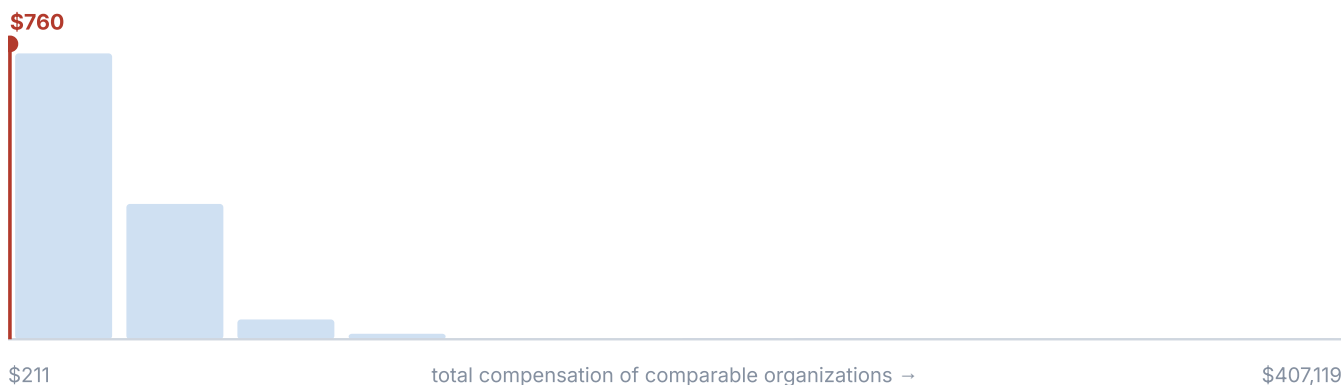 $760
$211
total compensation of comparable organizations →
$407,119